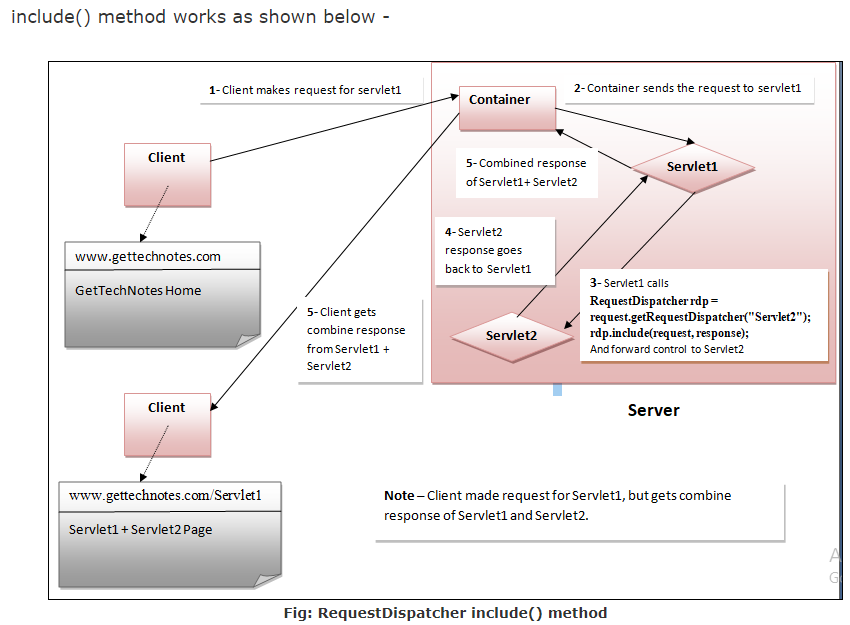 include() method works as shown below -
1- Client makes request for servlet1
2- Container sends the request to servlet1
Container
Client
Servlet1
5- Combined response
of Servlet1+ Servlet2
www.gettechnotes.com
GetTechNotes Home
4- Servlet2
response goes
back to Servlet1
3- Servlet1 calls
RequestDispatcher rdp =
request.getRequestDispatcher("Servlet2");
rdp.include(request, response);
And forward control to Servlet2
Servlet2
5- Client gets
combine response
from Servlet1 +
Servlet2
Server
Client
www.gettechnotes.com/Servlet1
Servlet1 + Servlet2 Page
Note – Client made request for Servlet1, but gets combine
response of Servlet1 and Servlet2.
Fig: RequestDispatcher include() method